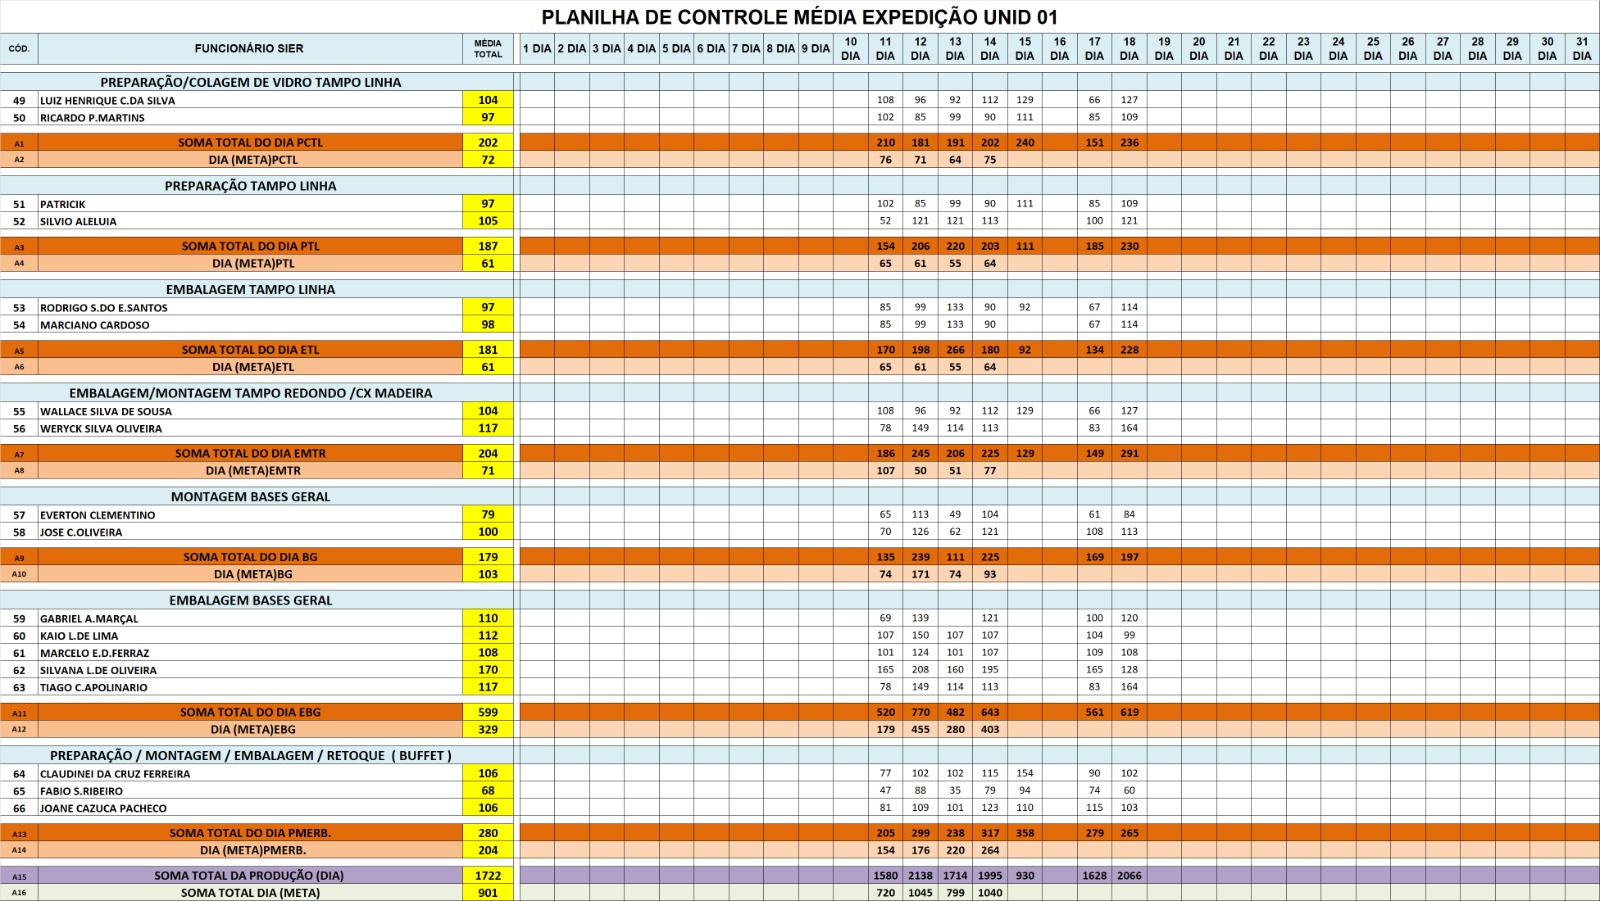 PLANILHA DE CONTROLE MÉDIA EXPEDIÇÃO UNID 01
CÓD. FUNCIONÁRIO SIER MÉDIA TOTAL 1 DIA 2 DIA 3 DIA 4 DIA 5 DIA 6 DIA 7 DIA 8 DIA 9 DIA 10 DIA 11 DIA 12 DIA 13 DIA 14 DIA 15 DIA 16 DIA 17 DIA 18 DIA 19 DIA 20 DIA 21 DIA 22 DIA 23 DIA 24 DIA 25 DIA 26 DIA 27 DIA 28 DIA 29 DIA 30 DIA 31 DIA
PREPARAÇÃO/COLAGEM DE VIDRO TAMPO LINHA
49 LUIZ HENRIQUE C.DA SILVA 104 108 96 92 112 129 66 127
50 RICARDO P.MARTINS 97 102 85 99 90 111 85 109
A1 SOMA TOTAL DO DIA PCTL 202 210 181 191 202 240 151 236
A2 DIA (META)PCTL 72 76 71 64 75
PREPARAÇÃO TAMPO LINHA
51 PATRICIK 97 102 85 99 90 111 85 109
52 SILVIO ALELUIA 105 52 121 121 113 100 121
A3 SOMA TOTAL DO DIA PTL 187 154 206 220 203 111 185 230
A4 DIA (META)PTL 61 65 61 55 64
EMBALAGEM TAMPO LINHA
53 RODRIGO S.DO E.SANTOS 97 85 99 133 90 92 67 114
54 MARCIANO CARDOSO 98 85 99 133 90 67 114
A5 SOMA TOTAL DO DIA ETL 181 170 198 266 180 92 134 228
A6 DIA (META)ETL 61 65 61 55 64
EMBALAGEM/MONTAGEM TAMPO REDONDO /CX MADEIRA
55 WALLACE SILVA DE SOUSA 104 108 96 92 112 129 66 127
56 WERYCK SILVA OLIVEIRA 117 78 149 114 113 83 164
A7 SOMA TOTAL DO DIA EMTR 204 186 245 206 225 129 149 291
A8 DIA (META)EMTR 71 107 50 51 77
MONTAGEM BASES GERAL
57 EVERTON CLEMENTINO 79 65 113 49 104 61 84
58 JOSE C.OLIVEIRA 100 70 126 62 121 108 113
A9 SOMA TOTAL DO DIA BG 179 135 239 111 225 169 197
A10 DIA (META)BG 103 74 171 74 93
EMBALAGEM BASES GERAL
59 GABRIEL A.MARÇAL 110 69 139 121 100 120
60 KAIO L.DE LIMA 112 107 150 107 107 104 99
61 MARCELO E.D.FERRAZ 108 101 124 101 107 109 108
62 SILVANA L.DE OLIVEIRA 170 165 208 160 195 165 128
63 TIAGO C.APOLINARIO 117 78 149 114 113 83 164
A11 SOMA TOTAL DO DIA EBG 599 520 770 482 643 561 619
A12 DIA (META)EBG 329 179 455 280 403
PREPARAÇÃO / MONTAGEM / EMBALAGEM / RETOQUE ( BUFFET )
64 CLAUDINEI DA CRUZ FERREIRA 106 77 102 102 115 154 90 102
65 FABIO S.RIBEIRO 68 47 88 35 79 94 74 60
66 JOANE CAZUCA PACHECO 106 81 109 101 123 110 115 103
A13 SOMA TOTAL DO DIA PMERB. 280 205 299 238 317 358 279 265
A14 DIA (META)PMERB. 204 154 176 220 264
A15 SOMA TOTAL DA PRODUÇÃO (DIA) 1722 1580 2138 1714 1995 930 1628 2066
A16 SOMA TOTAL DIA (META) 901 720 1045 799 1040